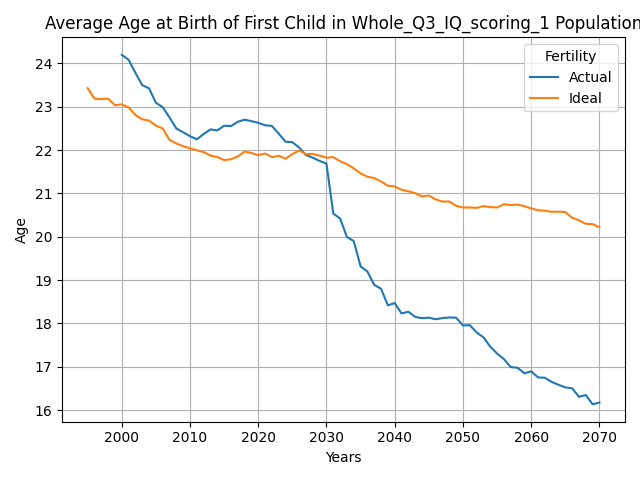 Average Age at Birth of First Child in Whole_Q3_IQ_scoring_1 Population
Fertility
Actual
Ideal
24
23
22
21
20
19
18
17
16
Age
2000 2010 2020 2030 2040 2050 2060 2070
Years